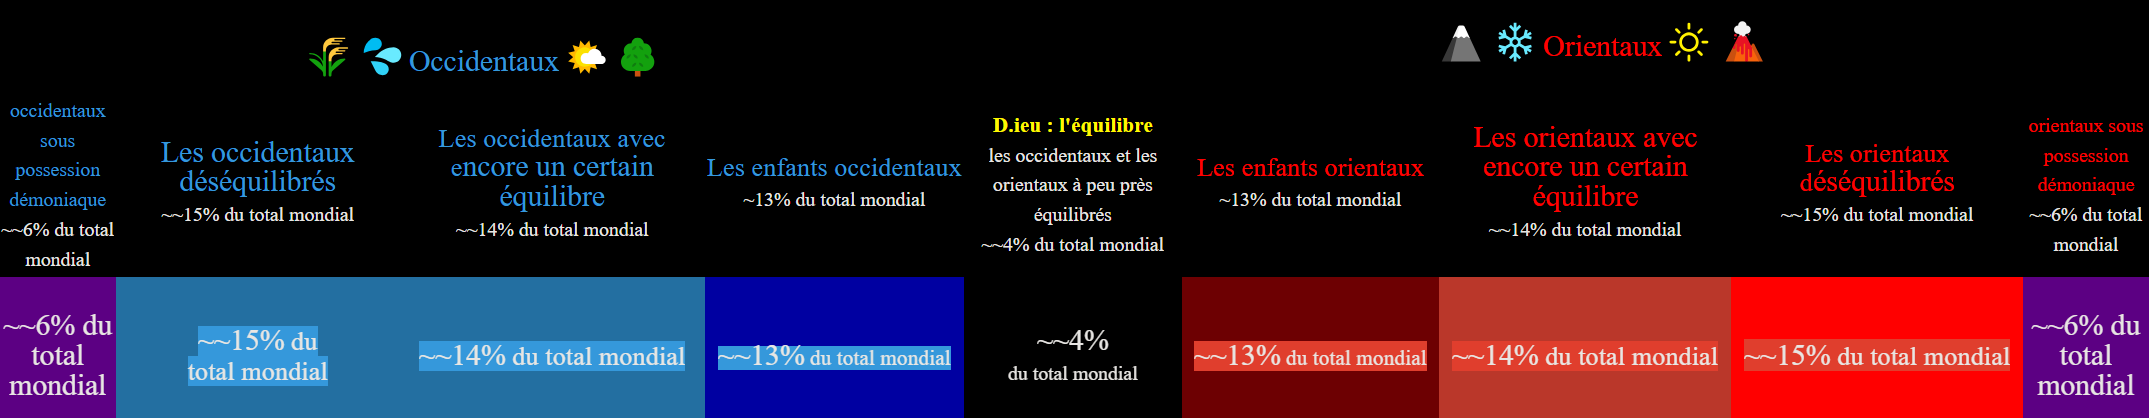 Occidentaux
Orientaux
occidentaux
sous
possession
démoniaque
~~6% du total
mondial
Les occidentaux
déséquilibrés
~~15% du total mondial
Les occidentaux avec
encore un certain
équilibre
~~14% du total mondial
Les enfants occidentaux
~13% du total mondial
D.ieu : l'équilibre
les occidentaux et les
orientaux à peu près
équilibrés
~~4% du total mondial
Les enfants orientaux
~13% du total mondial
Les orientaux avec
encore un certain
équilibre
~~14% du total mondial
Les orientaux
déséquilibrés
~~15% du total mondial
orientaux sous
possession
démoniaque
~~6% du total
mondial
~~6% du
total
mondial
~~15% du
total mondial
~~14% du total mondial
~~13% du total mondial
~~4%
du total mondial
~~13% du total mondial
~~14% du total mondial
~~15% du total mondial
~~6% du
total
mondial